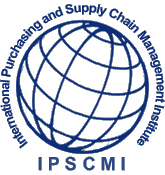 International Purchasing and Supply Chain Management Institute
IPSCMI